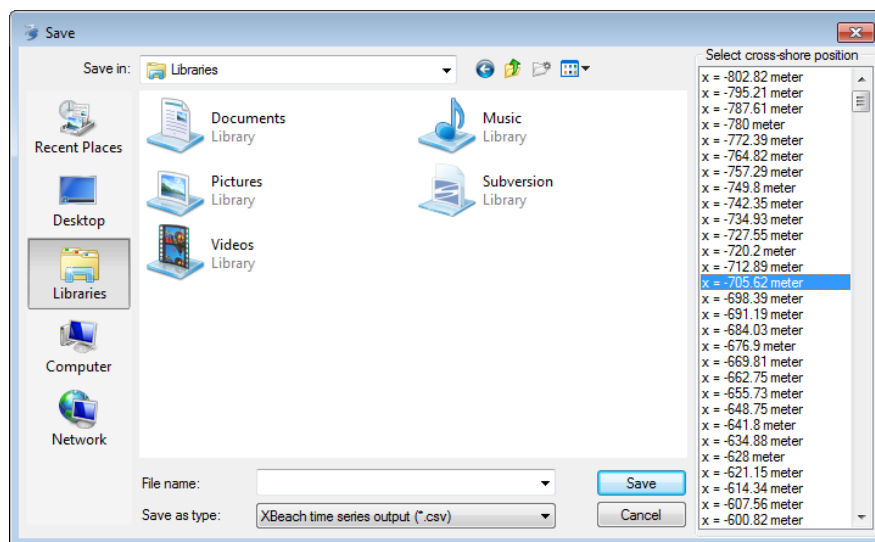 Save
Save in:
Libraries
Recent Places
Desktop
Libraries
Computer
Network
Documents
Library
Music
Library
Pictures
Library
Subversion
Library
Videos
Library
File name:
Save
Save as type:
XBeach time series output (*.csv)
Cancel
Select cross-shore position
x = -802.82 meter
x = -795.21 meter
x = -787.61 meter
x = -780 meter
x = -772.39 meter
x = -764.82 meter
x = -757.29 meter
x = -749.8 meter
x = -742.35 meter
x = -734.93 meter
x = -727.55 meter
x = -720.2 meter
x = -712.89 meter
x = -705.62 meter
x = -698.39 meter
x = -691.19 meter
x = -684.03 meter
x = -676.9 meter
x = -669.81 meter
x = -662.75 meter
x = -655.73 meter
x = -648.75 meter
x = -641.8 meter
x = -634.88 meter
x = -628 meter
x = -621.15 meter
x = -614.34 meter
x = -607.56 meter
x = -600.82 meter